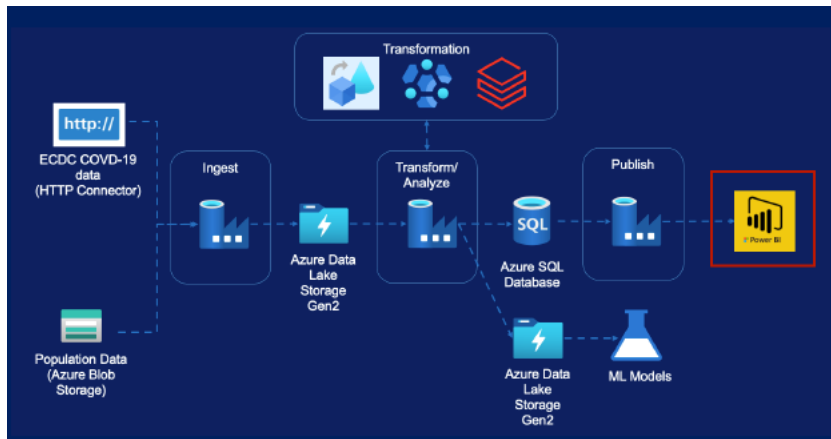 Transformation
http://
ECDC COVD-19
data
(HTTP Connector)
Ingest
Transform/
Analyze
Publish
SQL
Power BI
Azure Data
Lake
Storage
Gen2
Azure SQL
Database
Population Data
(Azure Blob
Storage)
Azure Data
Lake
Storage
Gen2
ML Models